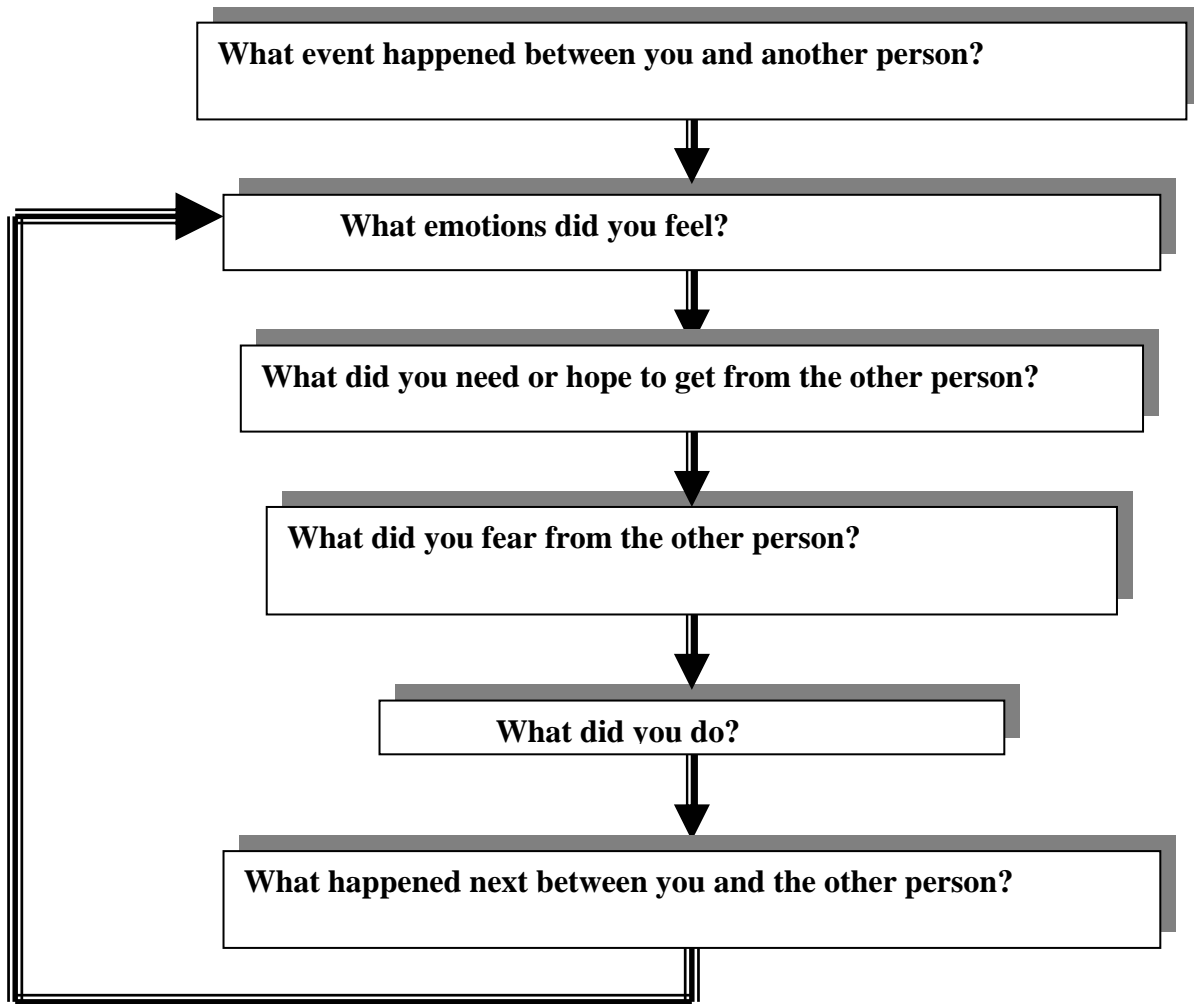 What event happened between you and another person?
What emotions did you feel?
What did you need or hope to get from the other person?
What did you fear from the other person?
What did you do?
What happened next between you and the other person?